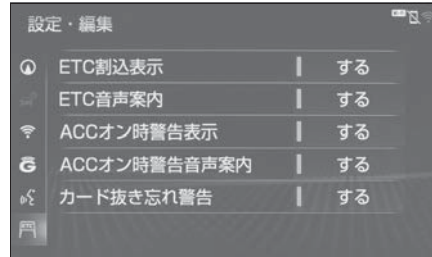 設定・編集
ETC割込表示 する
ETC音声案内 する
ACCオン時警告表示 する
ACCオン時警告音声案内 する
カード抜き忘れ警告 する